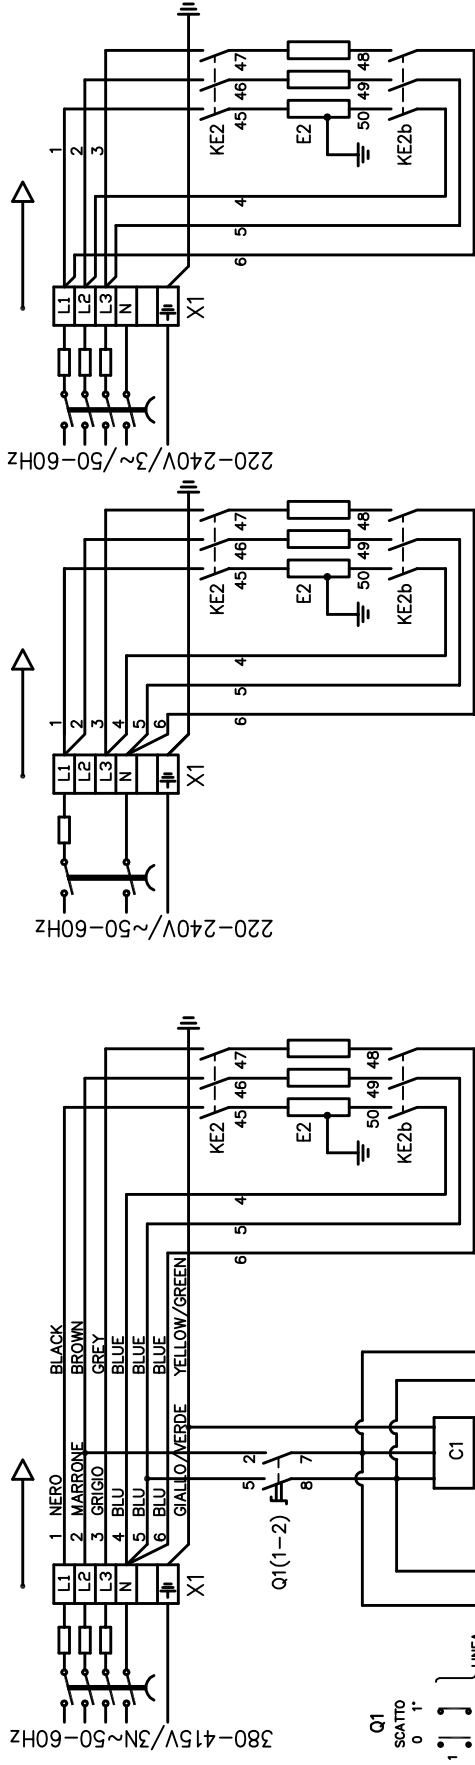 380-415V/3N~50-60Hz
L1
L2
L3
N
X1
1 NERO BLACK
2 MARRONE BROWN
3 GRIGIO GREY
4 BLU BLUE
5 BLU BLUE
6 BLU BLUE
GIALLO/VERDE YELLOW/GREEN
Q1(1-2)
5 2
8 7
C1
6 5 4
KE2
45 46 47
E2
50 49 48
KE2b
Q1
SCATTO
0 1°
1
LINEA
220-240V/~50-60Hz
L1
L2
L3
N
X1
1
2
3
4
5
6
6 5 4
KE2
45 46 47
E2
50 49 48
KE2b
220-240V/3~/50-60Hz
L1
L2
L3
N
X1
1
2
3
6 5 4
KE2
45 46 47
E2
50 49 48
KE2b